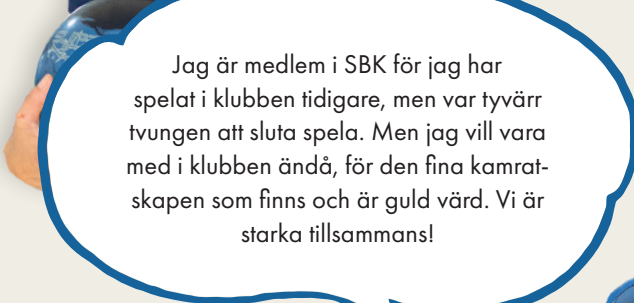 Jag är medlem i SBK för jag har
spelat i klubben tidigare, men var tyvärr
tvungen att sluta spela. Men jag vill vara
med i klubben ändå, för den fina kamrat-
skapen som finns och är guld värd. Vi är
starka tillsammans!